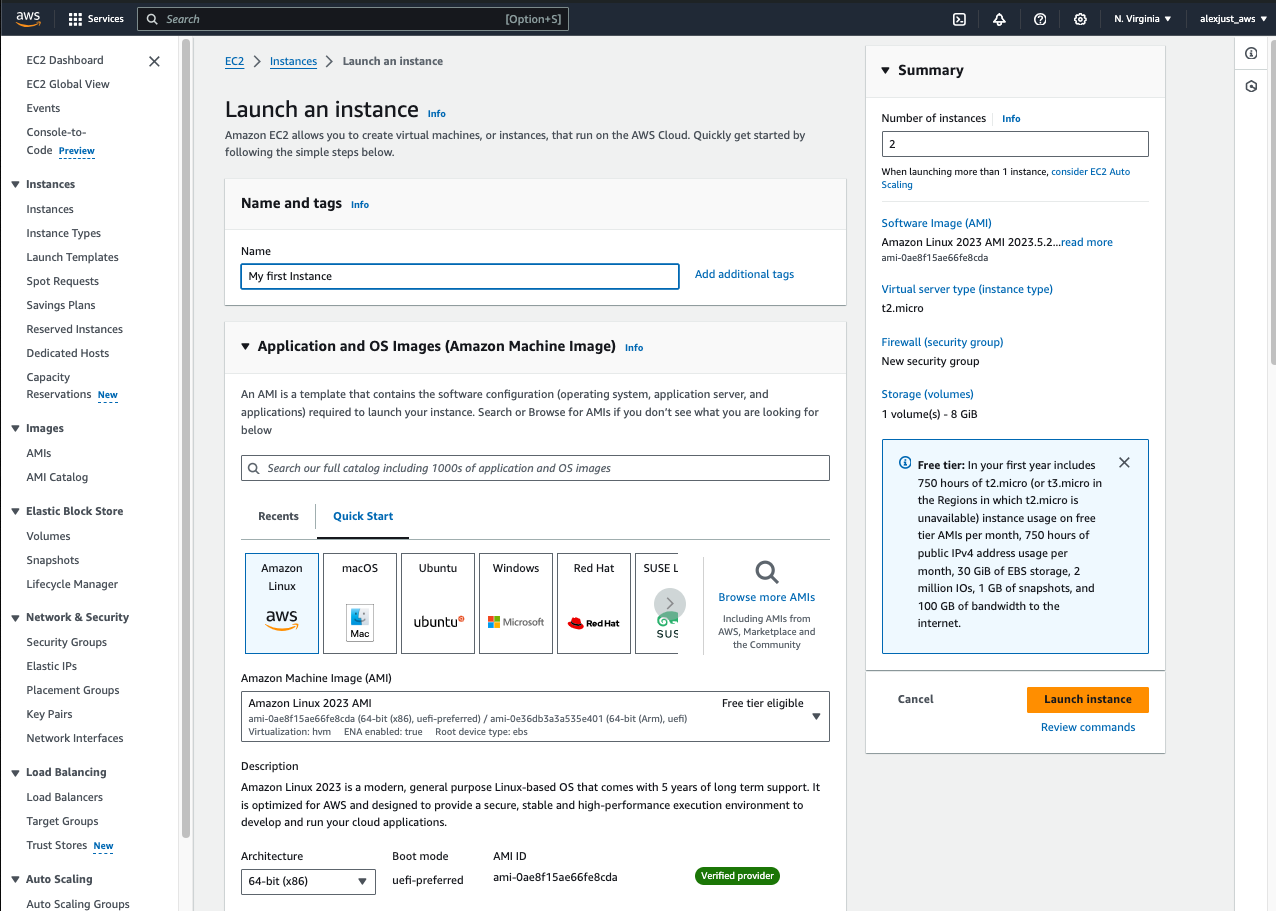 aws
Services
Search [Option+S]
N. Virginia
alexjust_aws
EC2 Dashboard
EC2 Global View
Events
Console-to-
Code Preview
Instances
Instances
Instance Types
Launch Templates
Spot Requests
Savings Plans
Reserved Instances
Dedicated Hosts
Capacity
Reservations New
Images
AMIs
AMI Catalog
Elastic Block Store
Volumes
Snapshots
Lifecycle Manager
Network & Security
Security Groups
Elastic IPs
Placement Groups
Key Pairs
Network Interfaces
Load Balancing
Load Balancers
Target Groups
Trust Stores New
Auto Scaling
Auto Scaling Groups
EC2 > Instances > Launch an instance
Launch an instance Info
Amazon EC2 allows you to create virtual machines, or instances, that run on the AWS Cloud. Quickly get started by
following the simple steps below.
Name and tags Info
Name
My first Instance
Add additional tags
Application and OS Images (Amazon Machine Image) Info
An AMI is a template that contains the software configuration (operating system, application server, and
applications) required to launch your instance. Search or Browse for AMIs if you don't see what you are looking for
below
Search our full catalog including 1000s of application and OS images
Recents
Quick Start
Amazon
Linux
aws
macOS
Mac
Ubuntu
ubuntu
Windows
Microsoft
Red Hat
Red Hat
SUSE L
SUS
Browse more AMIs
Including AMIs from
AWS, Marketplace and
the Community
Amazon Machine Image (AMI)
Amazon Linux 2023 AMI
Free tier eligible
ami-0ae8f15ae66fe8cda (64-bit (x86), uefi-preferred) / ami-0e36db3a3a535e401 (64-bit (Arm), uefi)
Virtualization: hvm ENA enabled: true Root device type: ebs
Description
Amazon Linux 2023 is a modern, general purpose Linux-based OS that comes with 5 years of long term support. It
is optimized for AWS and designed to provide a secure, stable and high-performance execution environment to
develop and run your cloud applications.
Architecture
64-bit (x86)
Boot mode
uefi-preferred
AMI ID
ami-0ae8f15ae66fe8cda
Verified provider
Summary
Number of instances Info
2
When launching more than 1 instance, consider EC2 Auto
Scaling
Software Image (AMI)
Amazon Linux 2023 AMI 2023.5.2...read more
ami-0ae8f15ae66fe8cda
Virtual server type (instance type)
t2.micro
Firewall (security group)
New security group
Storage (volumes)
1 volume(s) - 8 GiB
Free tier: In your first year includes
750 hours of t2.micro (or t3.micro in
the Regions in which t2.micro is
unavailable) instance usage on free
tier AMIs per month, 750 hours of
public IPv4 address usage per
month, 30 GiB of EBS storage, 2
million IOs, 1 GB of snapshots, and
100 GB of bandwidth to the
internet.
Cancel
Launch instance
Review commands